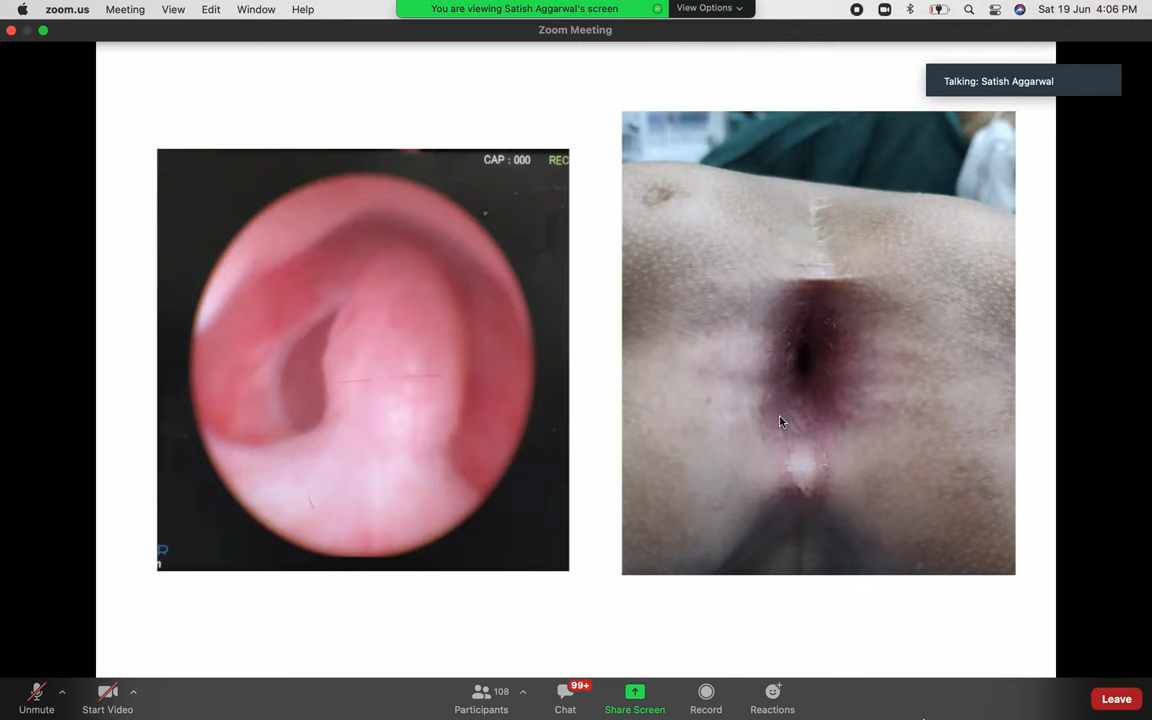 zoom.us Meeting View Edit Window Help
You are viewing Satish Aggarwal's screen
View Options
Sat 19 Jun 4:06 PM
Zoom Meeting
Talking: Satish Aggarwal
CAP : 000 REC
Unmute
Start Video
108
Participants
99+
Chat
Share Screen
Record
Reactions
Leave